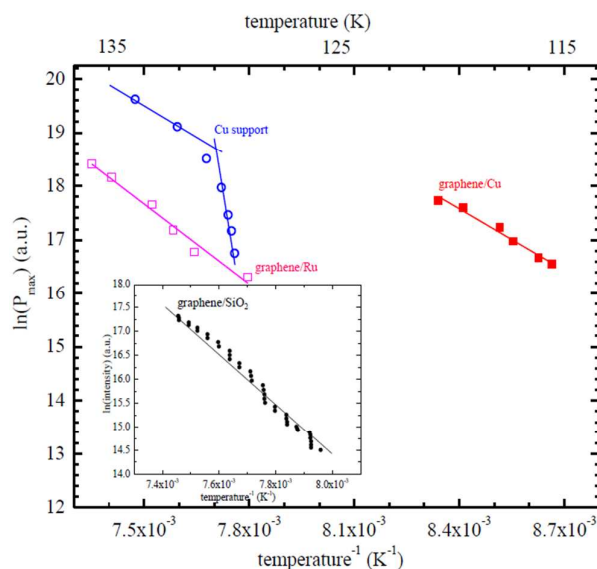 temperature (K)
135 125 115
20
19
18
17
16
15
14
13
12
ln(P_max) (a.u.)
Cu support
graphene/Cu
graphene/Ru
graphene/SiO₂
18.0
17.5
17.0
16.5
16.0
15.5
15.0
14.5
14.0
ln(intensity) (a.u.)
7.4x10⁻³ 7.6x10⁻³ 7.8x10⁻³ 8.0x10⁻³
temperature⁻¹ (K⁻¹)
7.5x10⁻³ 7.8x10⁻³ 8.1x10⁻³ 8.4x10⁻³ 8.7x10⁻³
temperature⁻¹ (K⁻¹)